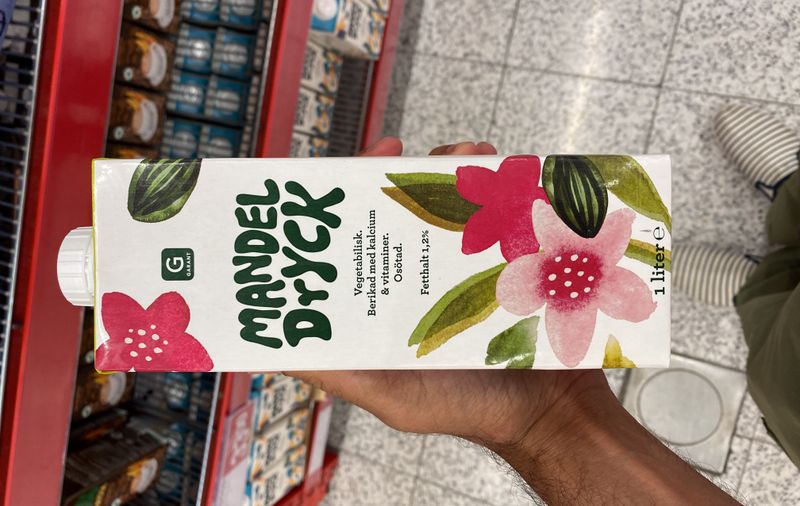 G
GARANT
MANDEL
DrYCK
Vegetabilisk.
Berikad med kalcium
& vitaminer.
Osötad.
Fetthalt 1,2%
1 liter ℮